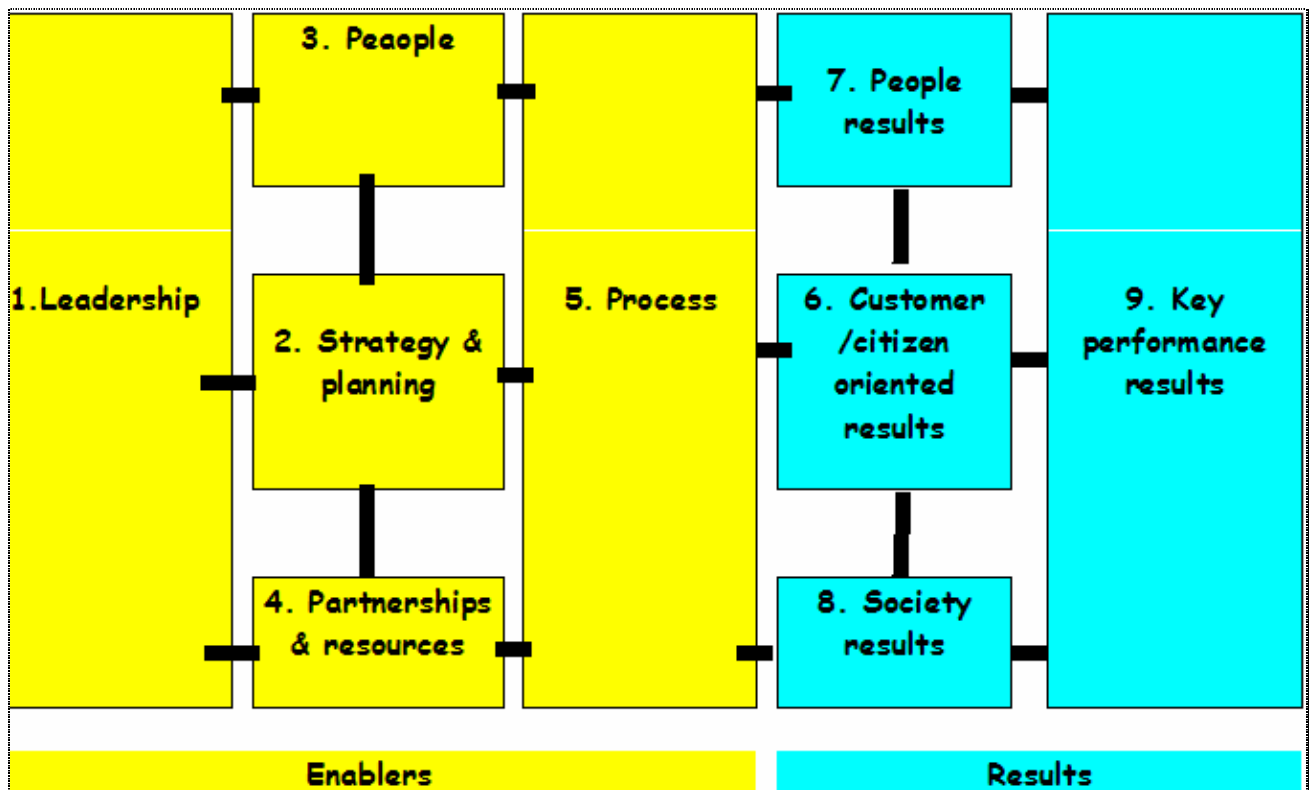 1.Leadership
3. Peaople
2. Strategy &
planning
4. Partnerships
& resources
5. Process
7. People
results
6. Customer
/citizen
oriented
results
8. Society
results
9. Key
performance
results
Enablers
Results